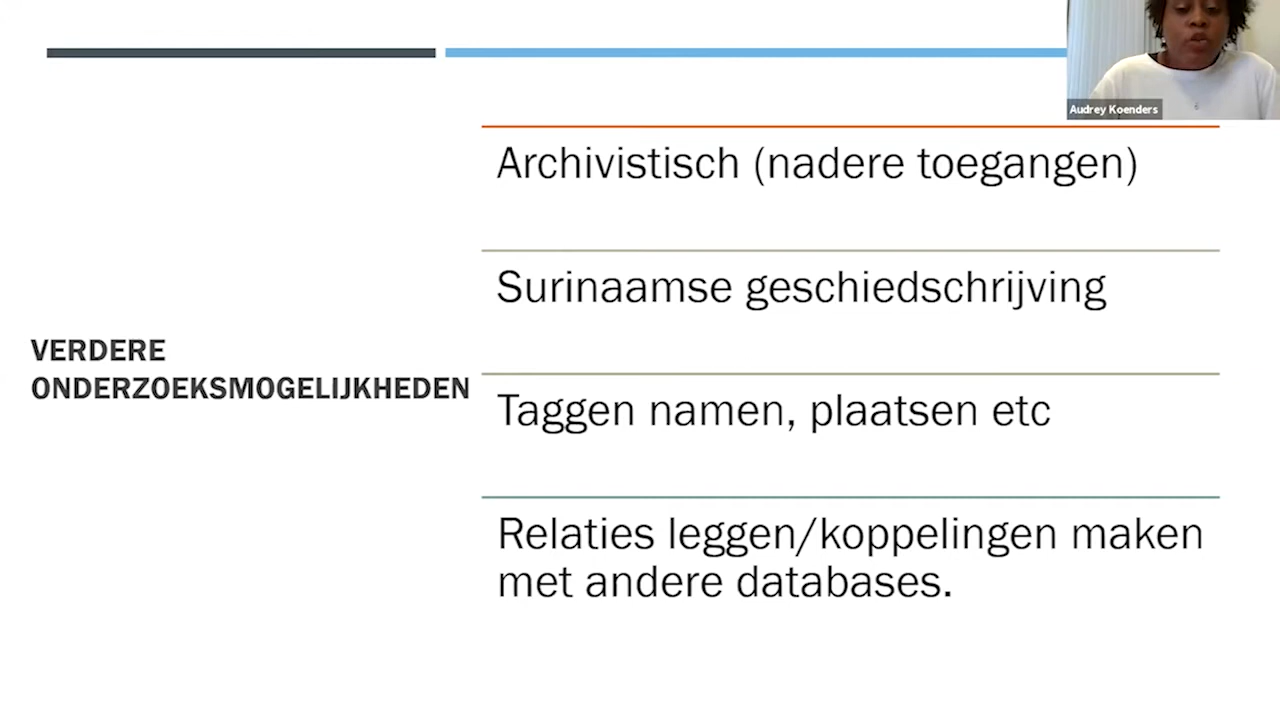 Audrey Koenders
VERDERE
ONDERZOEKSMOGELIJKHEDEN
Archivistisch (nadere toegangen)
Surinaamse geschiedschrijving
Taggen namen, plaatsen etc
Relaties leggen/koppelingen maken
met andere databases.